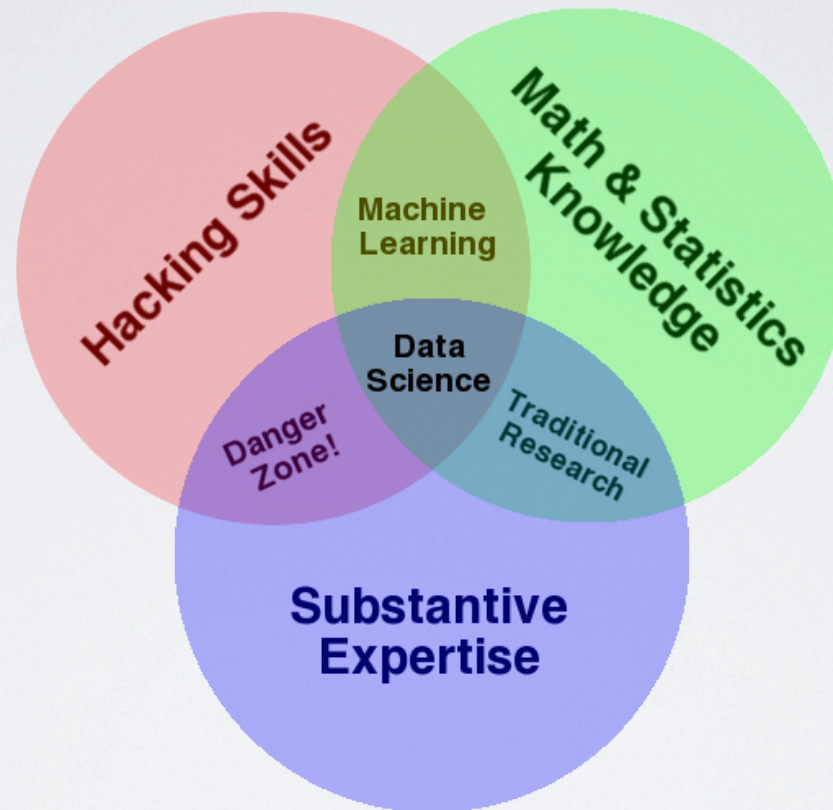 Hacking Skills
Math & Statistics
Knowledge
Machine
Learning
Data
Science
Danger
Zone!
Traditional
Research
Substantive
Expertise